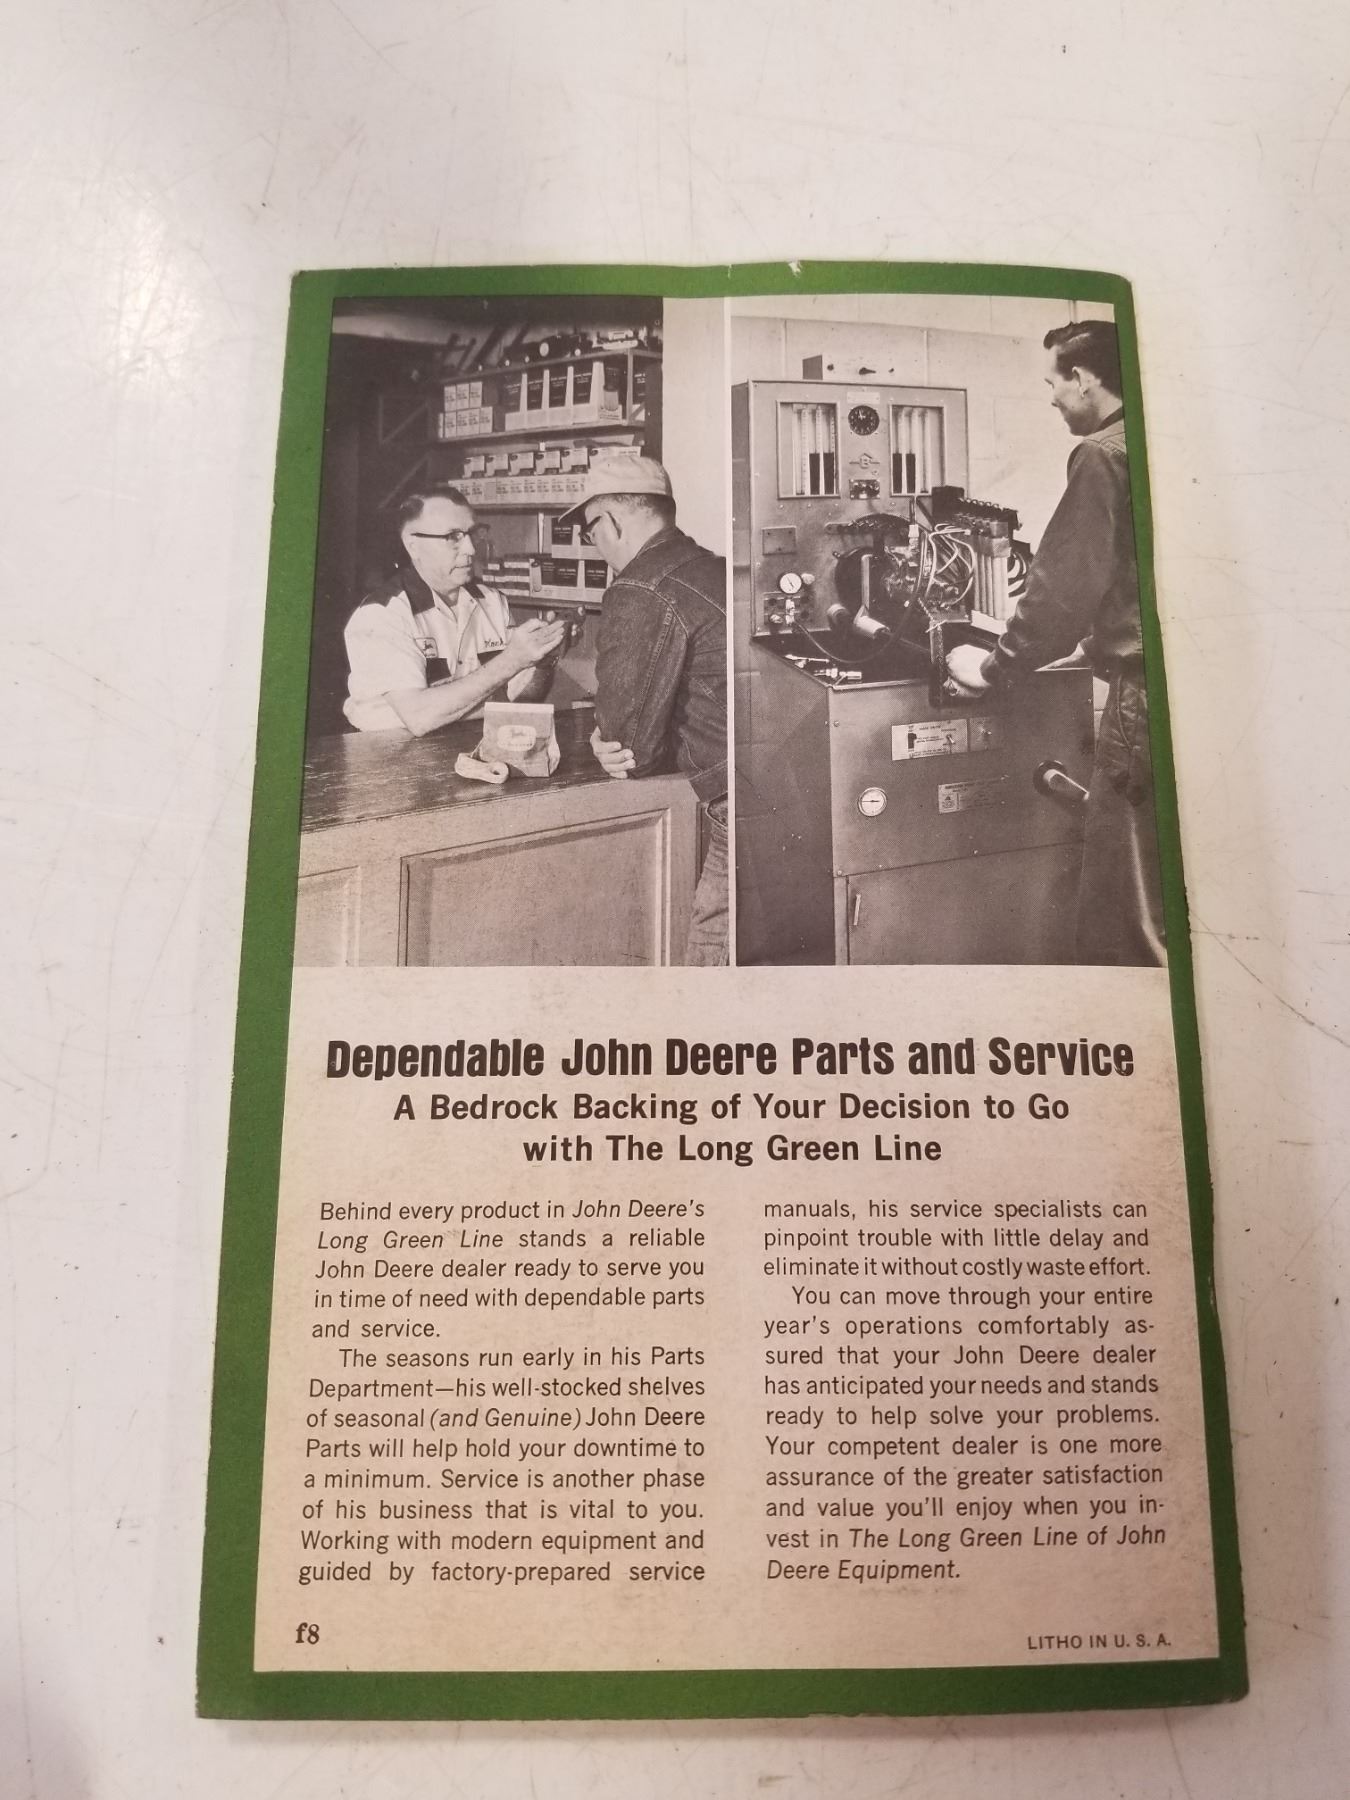 Dependable John Deere Parts and Service
A Bedrock Backing of Your Decision to Go
with The Long Green Line
Behind every product in John Deere's
Long Green Line stands a reliable
John Deere dealer ready to serve you
in time of need with dependable parts
and service.
The seasons run early in his Parts
Department—his well-stocked shelves
of seasonal (and Genuine) John Deere
Parts will help hold your downtime to
a minimum. Service is another phase
of his business that is vital to you.
Working with modern equipment and
guided by factory-prepared service
manuals, his service specialists can
pinpoint trouble with little delay and
eliminate it without costly waste effort.
You can move through your entire
year's operations comfortably as-
sured that your John Deere dealer
has anticipated your needs and stands
ready to help solve your problems.
Your competent dealer is one more
assurance of the greater satisfaction
and value you'll enjoy when you in-
vest in The Long Green Line of John
Deere Equipment.
f8
LITHO IN U. S. A.